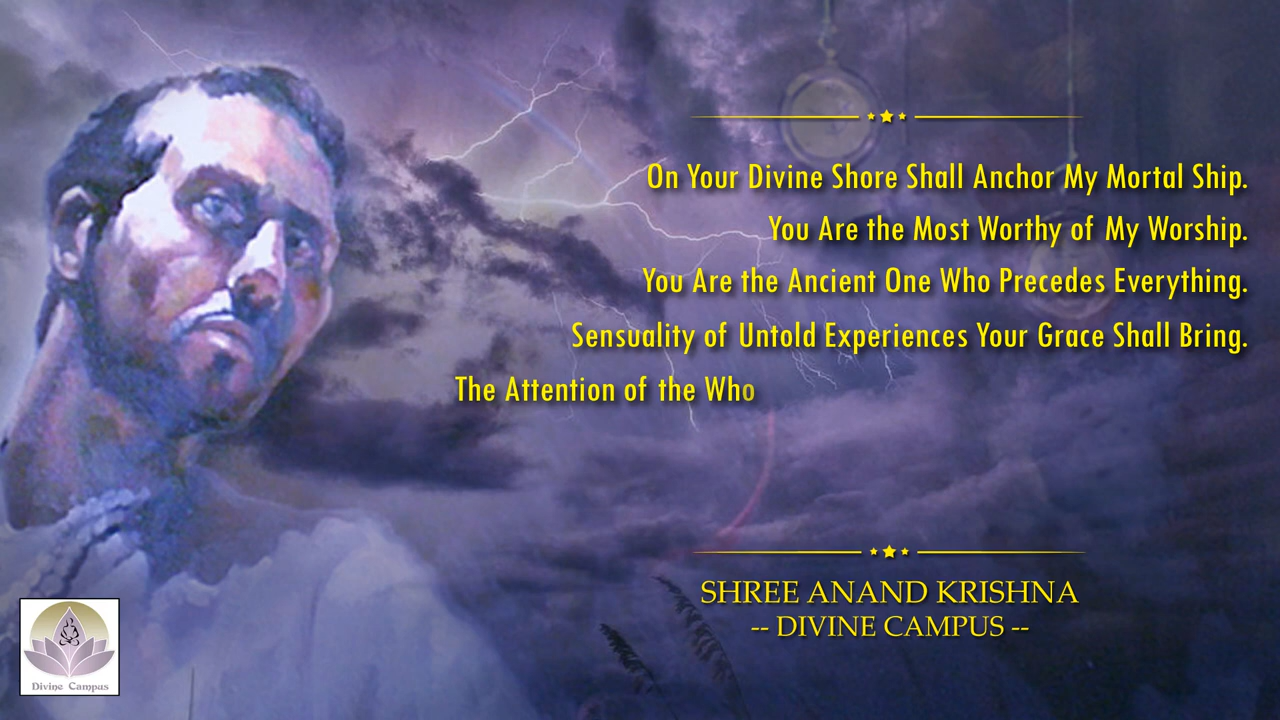 On Your Divine Shore Shall Anchor My Mortal Ship.
You Are the Most Worthy of My Worship.
You Are the Ancient One Who Precedes Everything.
Sensuality of Untold Experiences Your Grace Shall Bring.
The Attention of the Who
SHREE ANAND KRISHNA
-- DIVINE CAMPUS --
Divine Campus